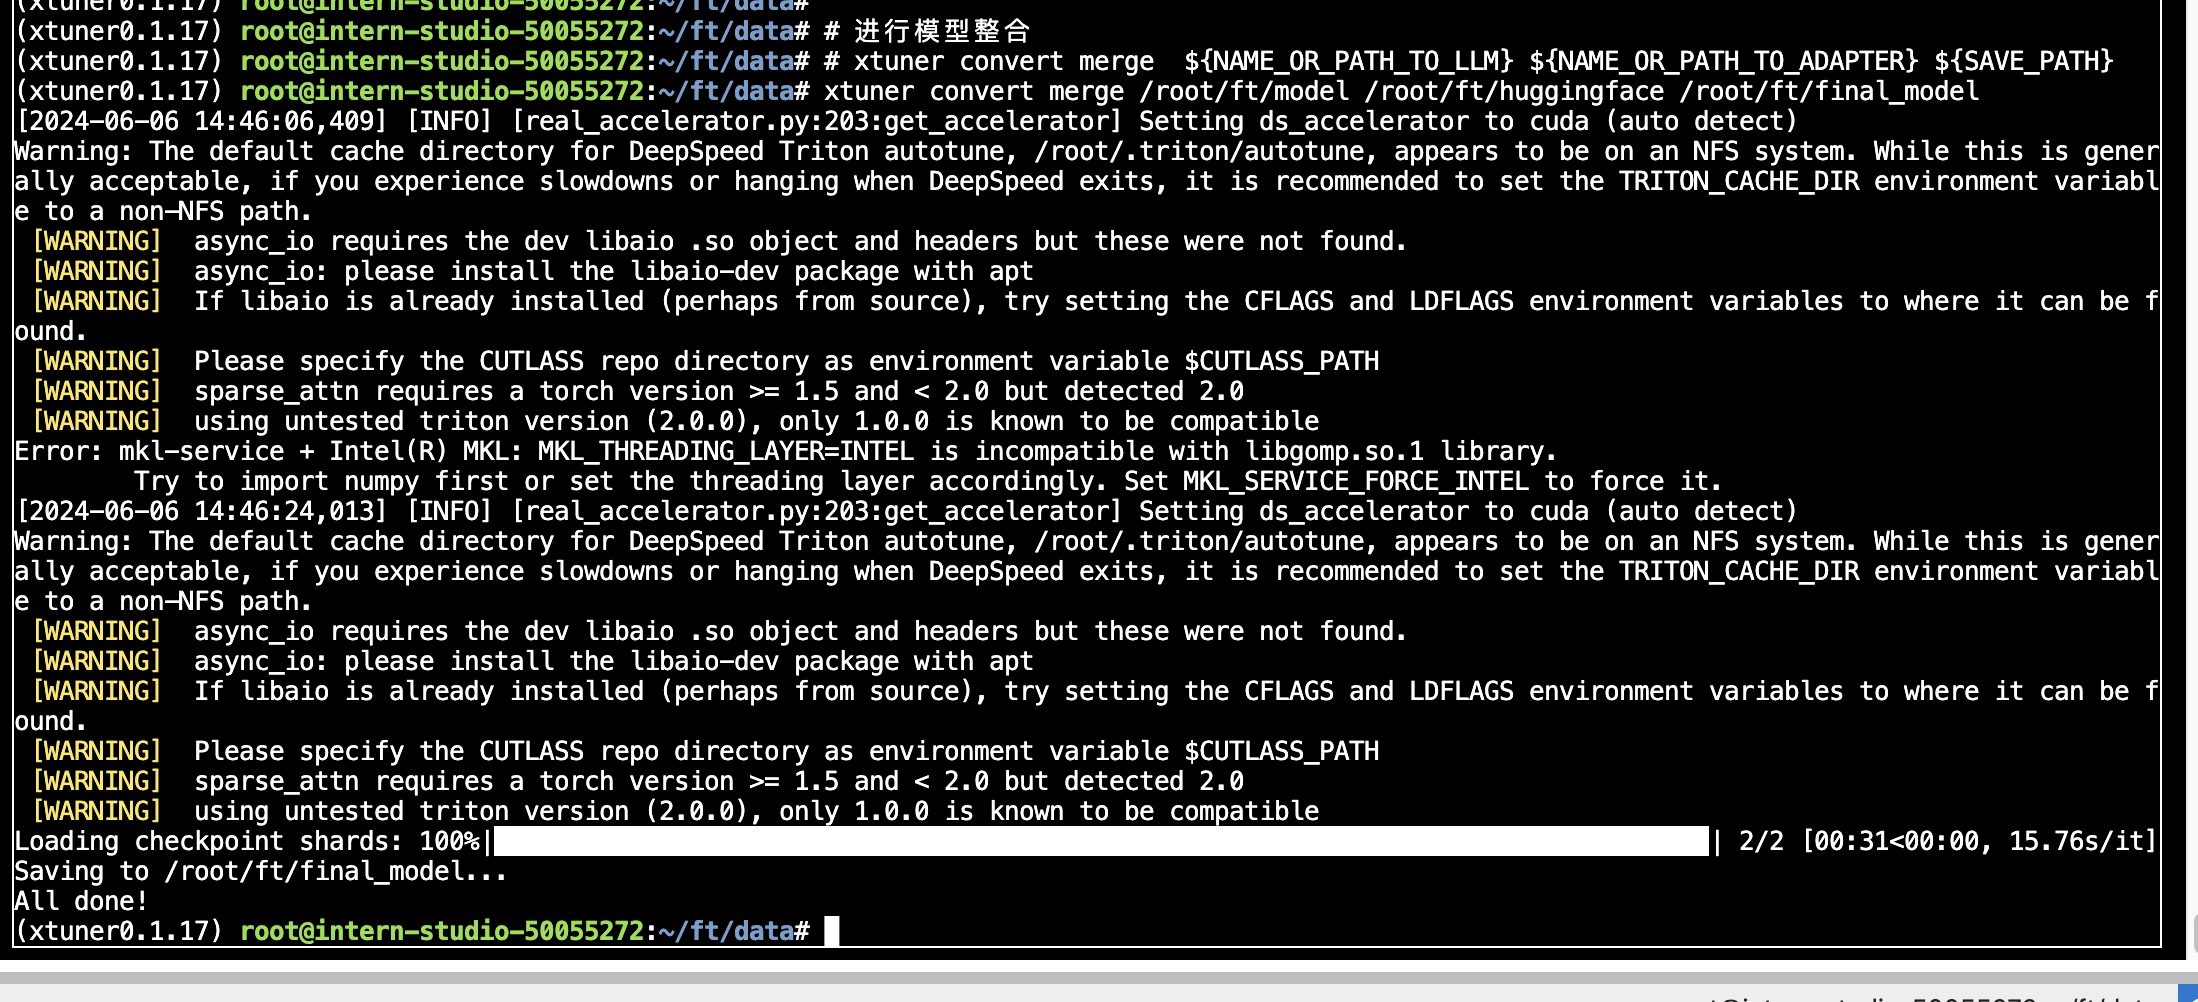 (xtuner0.1.17) root@intern-studio-50055272:~/ft/data#
(xtuner0.1.17) root@intern-studio-50055272:~/ft/data# # 进行模型整合
(xtuner0.1.17) root@intern-studio-50055272:~/ft/data# # xtuner convert merge  ${NAME_OR_PATH_TO_LLM} ${NAME_OR_PATH_TO_ADAPTER} ${SAVE_PATH}
(xtuner0.1.17) root@intern-studio-50055272:~/ft/data# xtuner convert merge /root/ft/model /root/ft/huggingface /root/ft/final_model
[2024-06-06 14:46:06,409] [INFO] [real_accelerator.py:203:get_accelerator] Setting ds_accelerator to cuda (auto detect)
Warning: The default cache directory for DeepSpeed Triton autotune, /root/.triton/autotune, appears to be on an NFS system. While this is gener
ally acceptable, if you experience slowdowns or hanging when DeepSpeed exits, it is recommended to set the TRITON_CACHE_DIR environment variabl
e to a non-NFS path.
[WARNING]  async_io requires the dev libaio .so object and headers but these were not found.
[WARNING]  async_io: please install the libaio-dev package with apt
[WARNING]  If libaio is already installed (perhaps from source), try setting the CFLAGS and LDFLAGS environment variables to where it can be f
ound.
[WARNING]  Please specify the CUTLASS repo directory as environment variable $CUTLASS_PATH
[WARNING]  sparse_attn requires a torch version >= 1.5 and < 2.0 but detected 2.0
[WARNING]  using untested triton version (2.0.0), only 1.0.0 is known to be compatible
Error: mkl-service + Intel(R) MKL: MKL_THREADING_LAYER=INTEL is incompatible with libgomp.so.1 library.
Try to import numpy first or set the threading layer accordingly. Set MKL_SERVICE_FORCE_INTEL to force it.
[2024-06-06 14:46:24,013] [INFO] [real_accelerator.py:203:get_accelerator] Setting ds_accelerator to cuda (auto detect)
Warning: The default cache directory for DeepSpeed Triton autotune, /root/.triton/autotune, appears to be on an NFS system. While this is gener
ally acceptable, if you experience slowdowns or hanging when DeepSpeed exits, it is recommended to set the TRITON_CACHE_DIR environment variabl
e to a non-NFS path.
[WARNING]  async_io requires the dev libaio .so object and headers but these were not found.
[WARNING]  async_io: please install the libaio-dev package with apt
[WARNING]  If libaio is already installed (perhaps from source), try setting the CFLAGS and LDFLAGS environment variables to where it can be f
ound.
[WARNING]  Please specify the CUTLASS repo directory as environment variable $CUTLASS_PATH
[WARNING]  sparse_attn requires a torch version >= 1.5 and < 2.0 but detected 2.0
[WARNING]  using untested triton version (2.0.0), only 1.0.0 is known to be compatible
Loading checkpoint shards: 100%|| 2/2 [00:31<00:00, 15.76s/it]
Saving to /root/ft/final_model...
All done!
(xtuner0.1.17) root@intern-studio-50055272:~/ft/data#